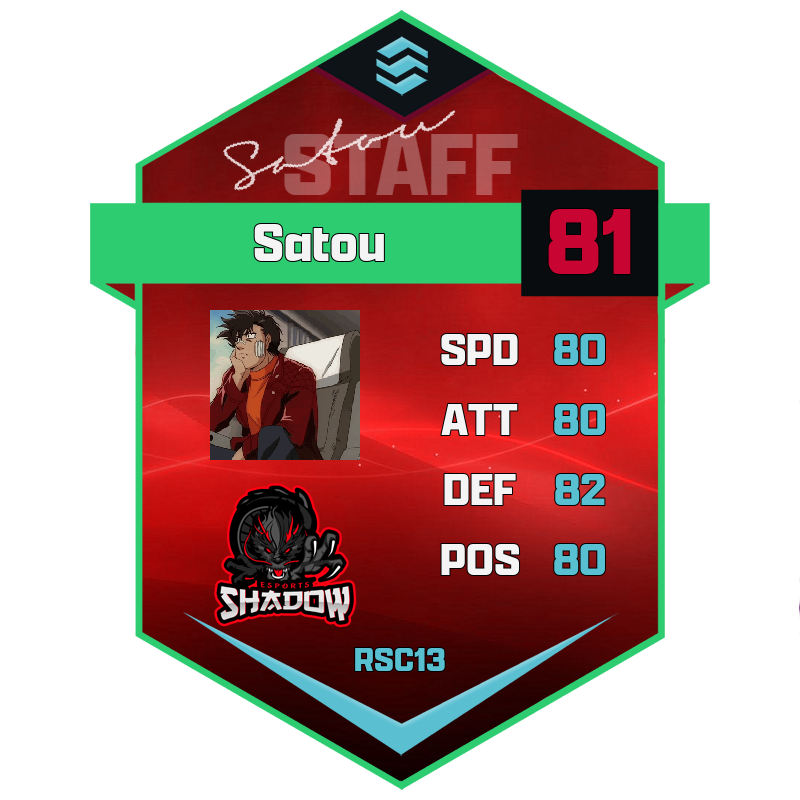 Satou
STAFF
Satou
81
SPD 80
ATT 80
DEF 82
POS 80
ESPORTS
SHADOW
RSC13